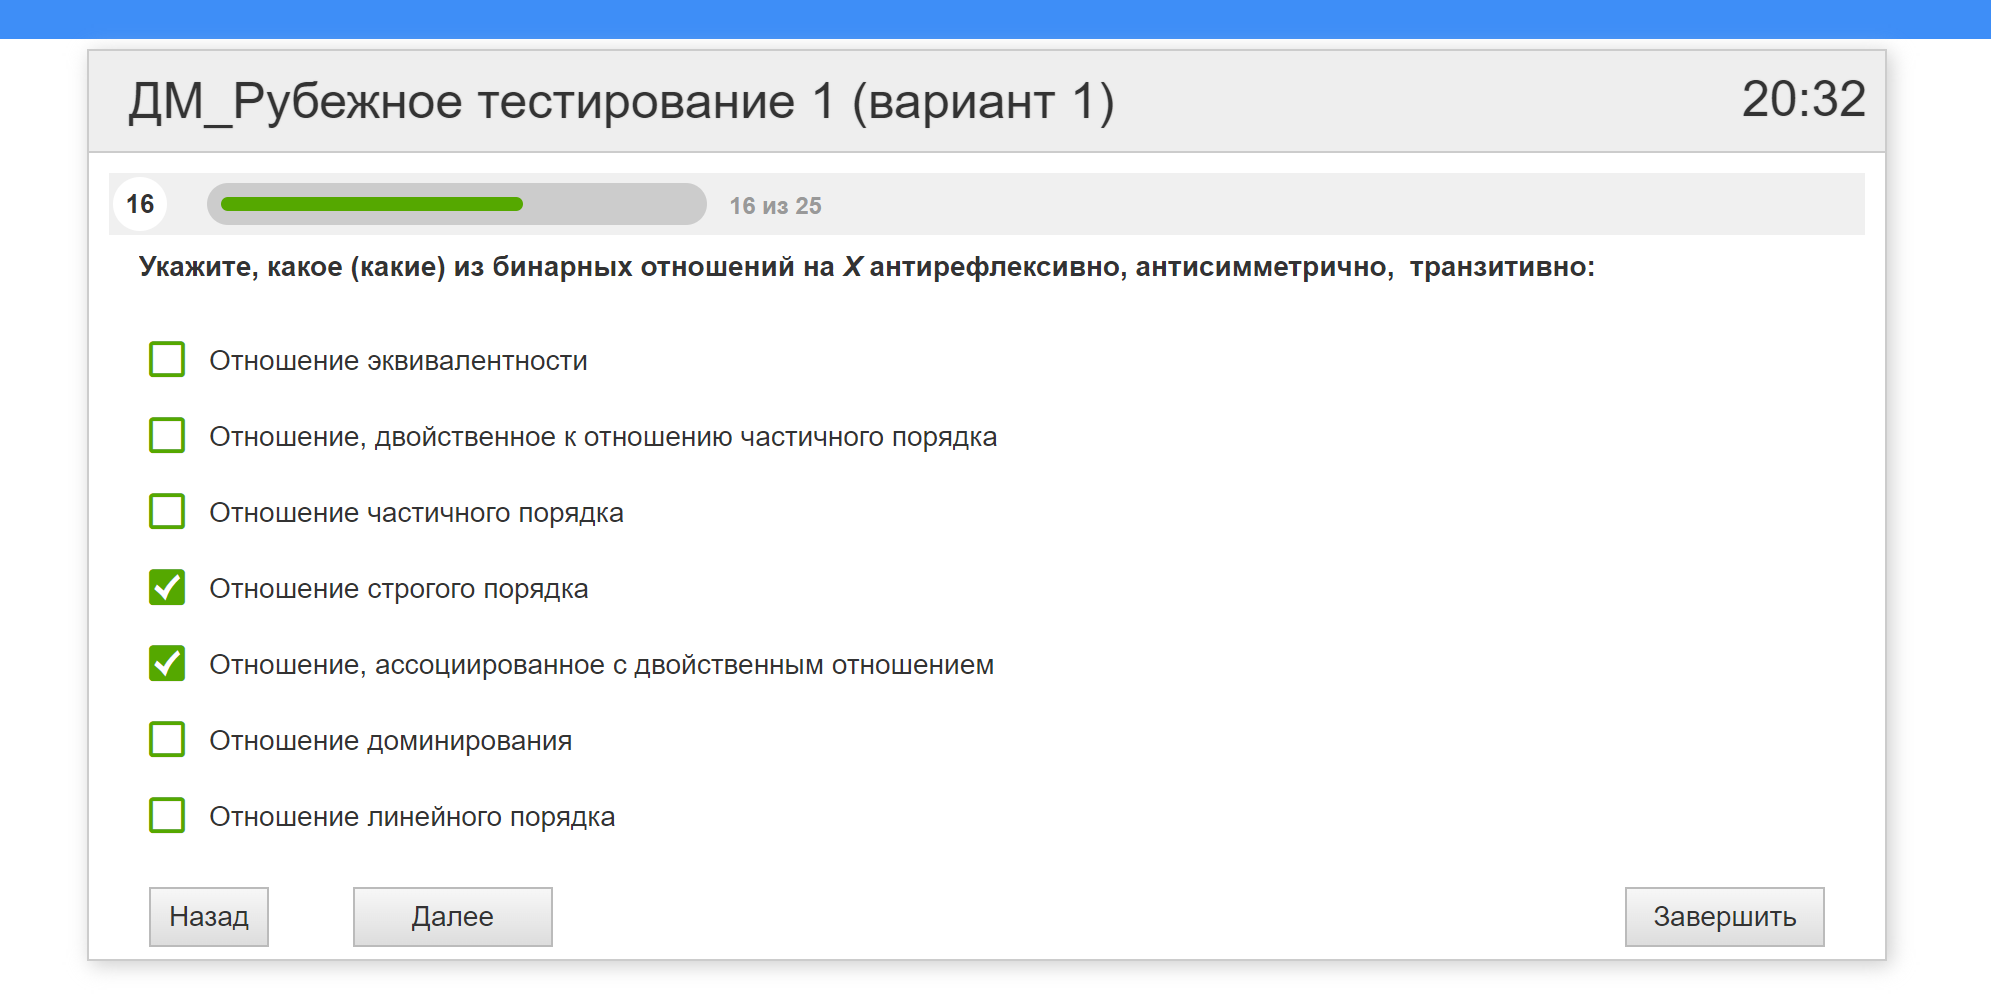 ДМ_Рубежное тестирование 1 (вариант 1)
20:32
16
16 из 25
Укажите, какое (какие) из бинарных отношений на X антирефлексивно, антисимметрично, транзитивно:
Отношение эквивалентности
Отношение, двойственное к отношению частичного порядка
Отношение частичного порядка
Отношение строгого порядка
Отношение, ассоциированное с двойственным отношением
Отношение доминирования
Отношение линейного порядка
Назад
Далее
Завершить